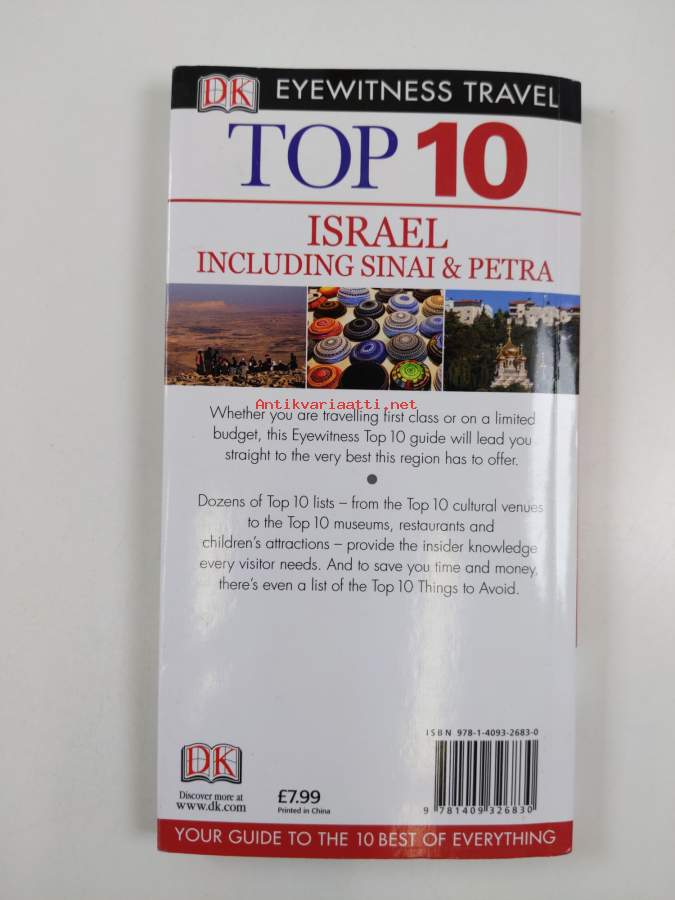 DK EYEWITNESS TRAVEL
TOP 10
ISRAEL
INCLUDING SINAI & PETRA
Antikvariaatti.net
Whether you are travelling first class or on a limited
budget, this Eyewitness Top 10 guide will lead you
straight to the very best this region has to offer.
Dozens of Top 10 lists – from the Top 10 cultural venues
to the Top 10 museums, restaurants and
children's attractions – provide the insider knowledge
every visitor needs. And to save you time and money,
there's even a list of the Top 10 Things to Avoid.
ISBN 978-1-4093-2683-0
DK
Discover more at
www.dk.com
£7.99
Printed in China
9 781409 326830
YOUR GUIDE TO THE 10 BEST OF EVERYTHING